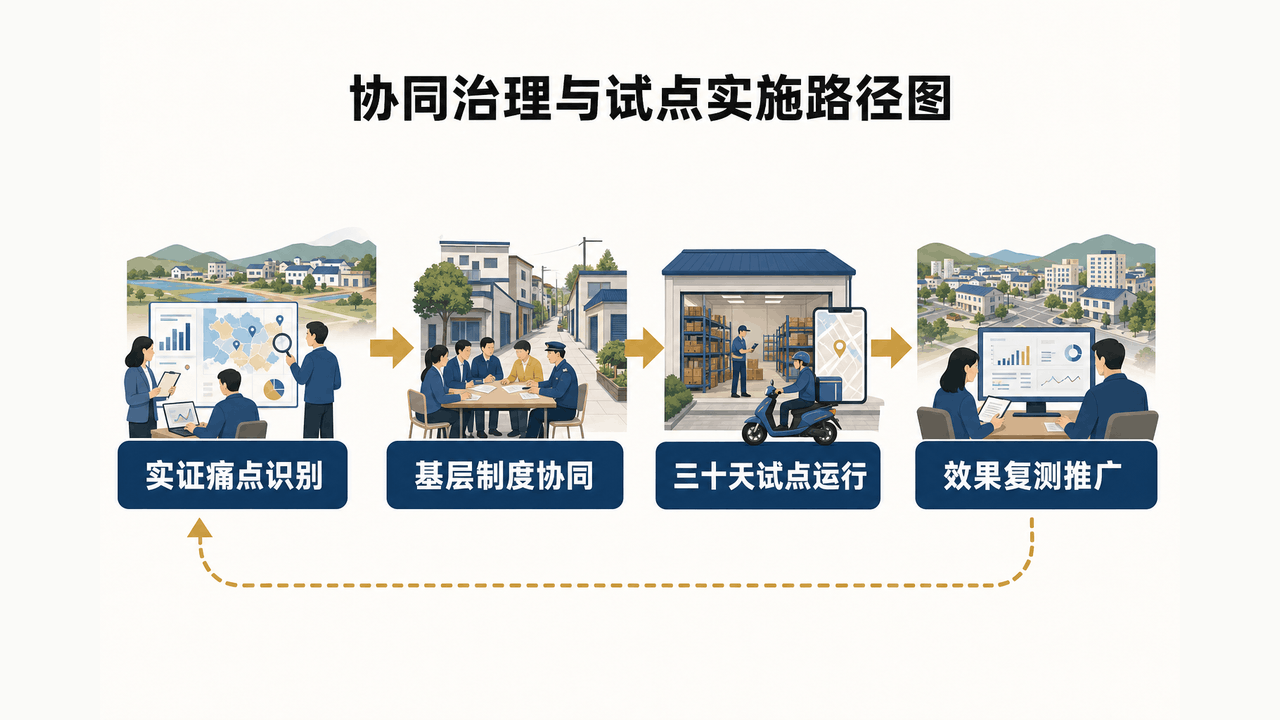 协同治理与试点实施路径图
实证痛点识别
基层制度协同
三十天试点运行
效果复测推广